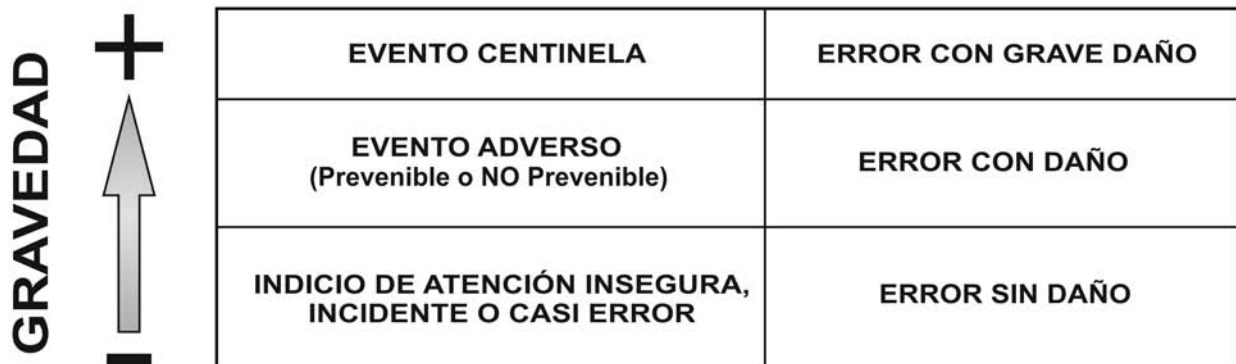 GRAVEDAD
+
EVENTO CENTINELA
ERROR CON GRAVE DAÑO
EVENTO ADVERSO
(Prevenible o NO Prevenible)
ERROR CON DAÑO
INDICIO DE ATENCIÓN INSEGURA,
INCIDENTE O CASI ERROR
ERROR SIN DAÑO
-